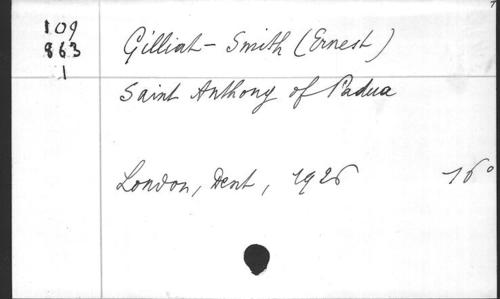 109
863
1
Gilliat - Smith (Ernest)
Saint Anthony of Padua
London, Dent, 1926 16°